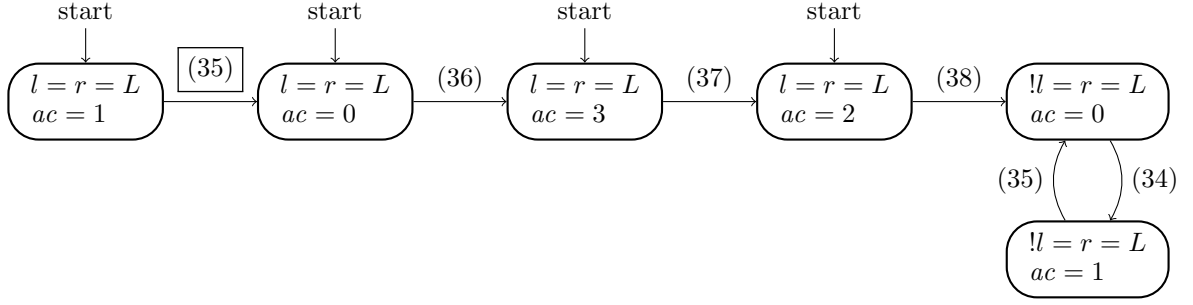 start
start
start
start
l = r = L
ac = 1
(35)
l = r = L
ac = 0
(36)
l = r = L
ac = 3
(37)
l = r = L
ac = 2
(38)
!l = r = L
ac = 0
(35)
(34)
!l = r = L
ac = 1